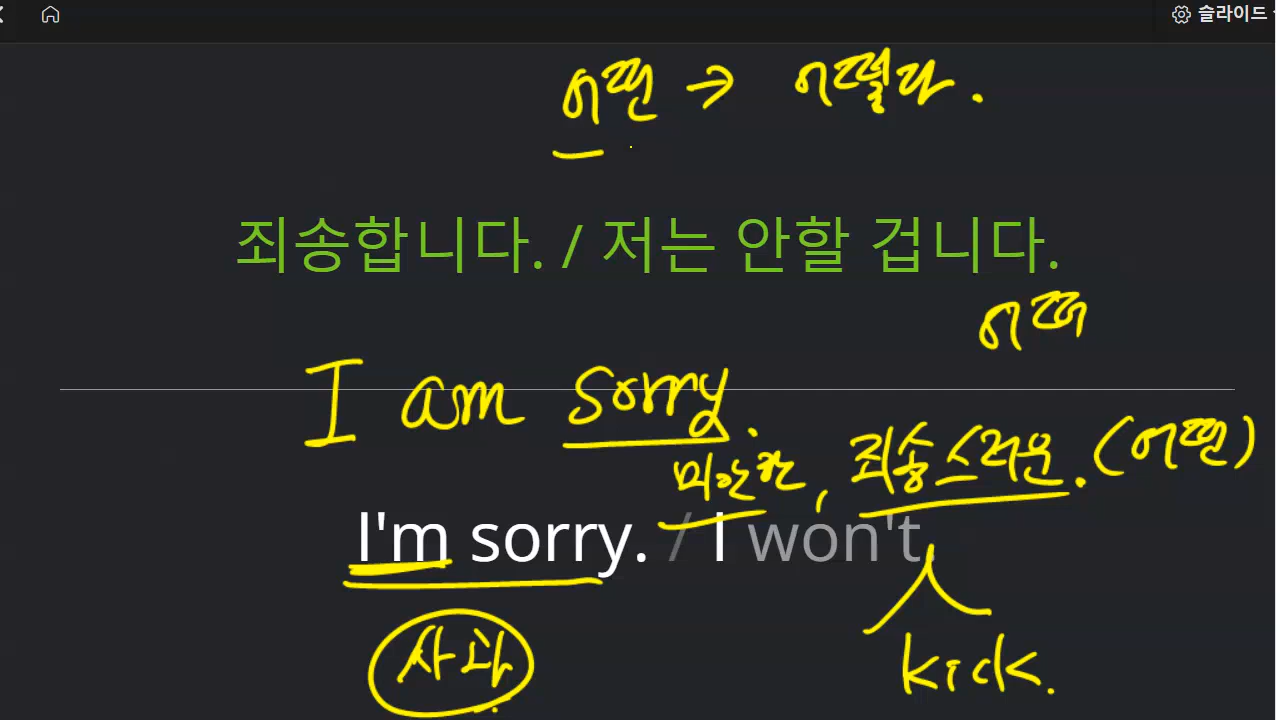 슬라이드
어떤 → 어떻다.
죄송합니다. / 저는 안할 겁니다.
어떠
I am sorry.
미안한, 죄송스러운. (어떤)
I'm sorry. / I won't.
사과
kick.